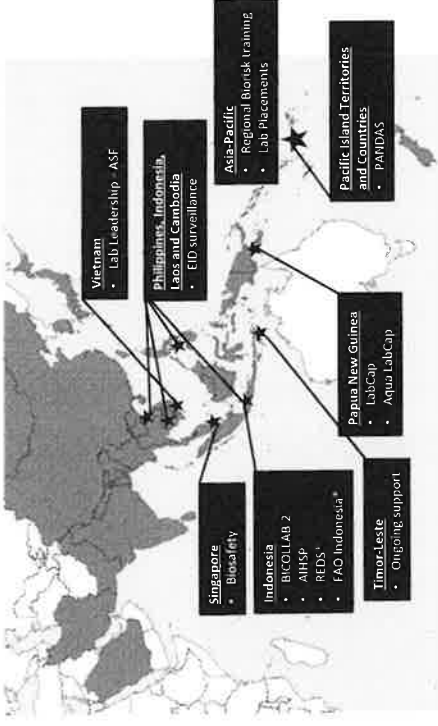 Vietnam
• Lab Leadership - ASF
Philippines, Indonesia,
Laos and Cambodia
• EID surveillance
Asia-Pacific
• Regional Biorisk training
• Lab Placements
Singapore
• Biosafety
Indonesia
• BICOLLAB 2
• AIHSP
• REDS
• FAO Indonesia*
Timor-Leste
• Ongoing support
Papua New Guinea
• LabCap
• Aqua LabCap
Pacific Island Territories
and Countries
• PANDAS